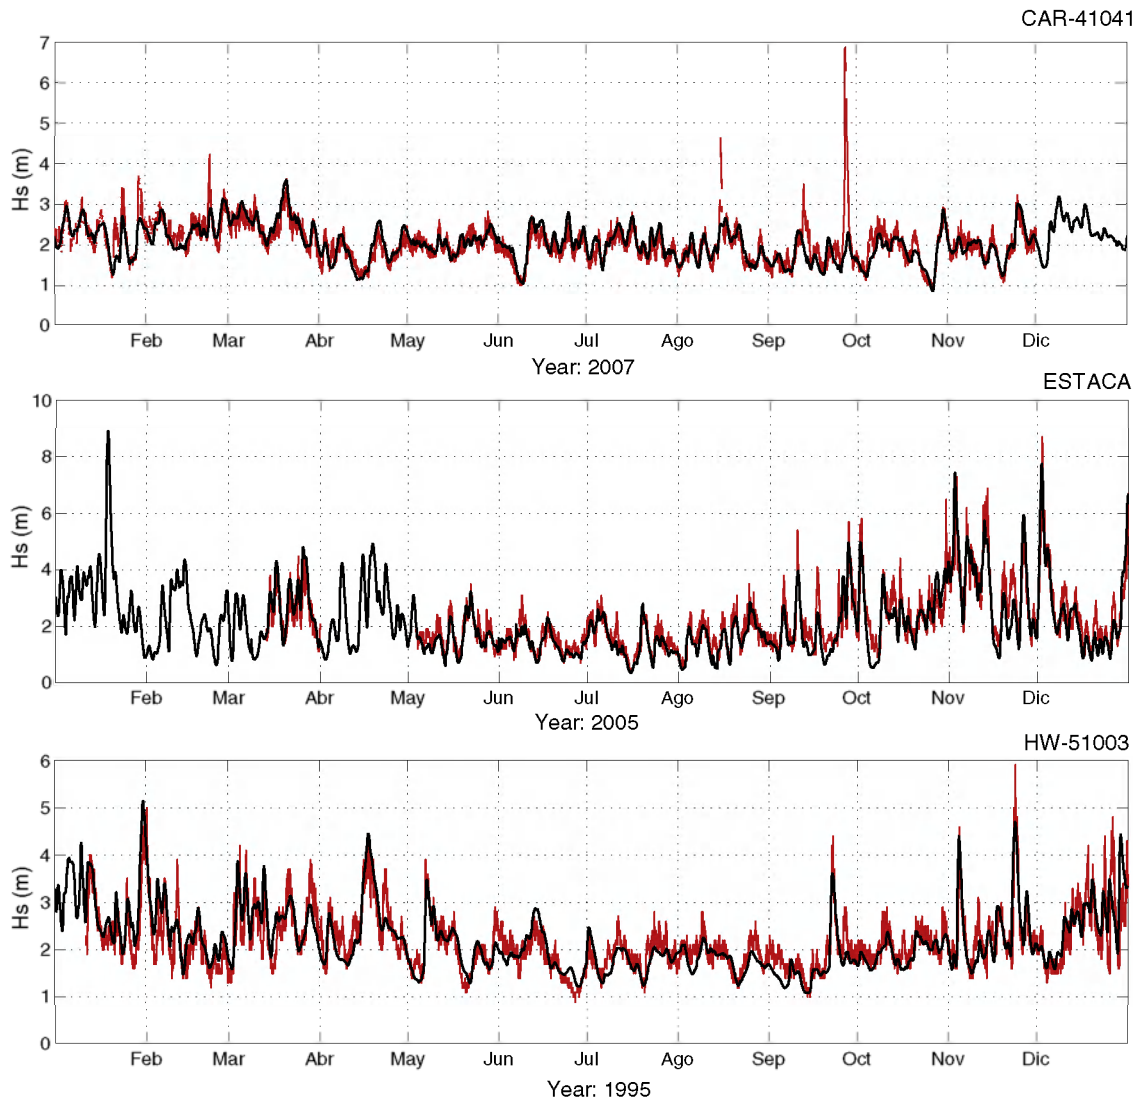 CAR-41041
7
6
5
4
3
2
1
0
Hs (m)
Feb Mar Abr May Jun Jul Ago Sep Oct Nov Dic
Year: 2007
ESTACA
10
8
6
4
2
0
Hs (m)
Feb Mar Abr May Jun Jul Ago Sep Oct Nov Dic
Year: 2005
HW-51003
6
5
4
3
2
1
0
Hs (m)
Feb Mar Abr May Jun Jul Ago Sep Oct Nov Dic
Year: 1995